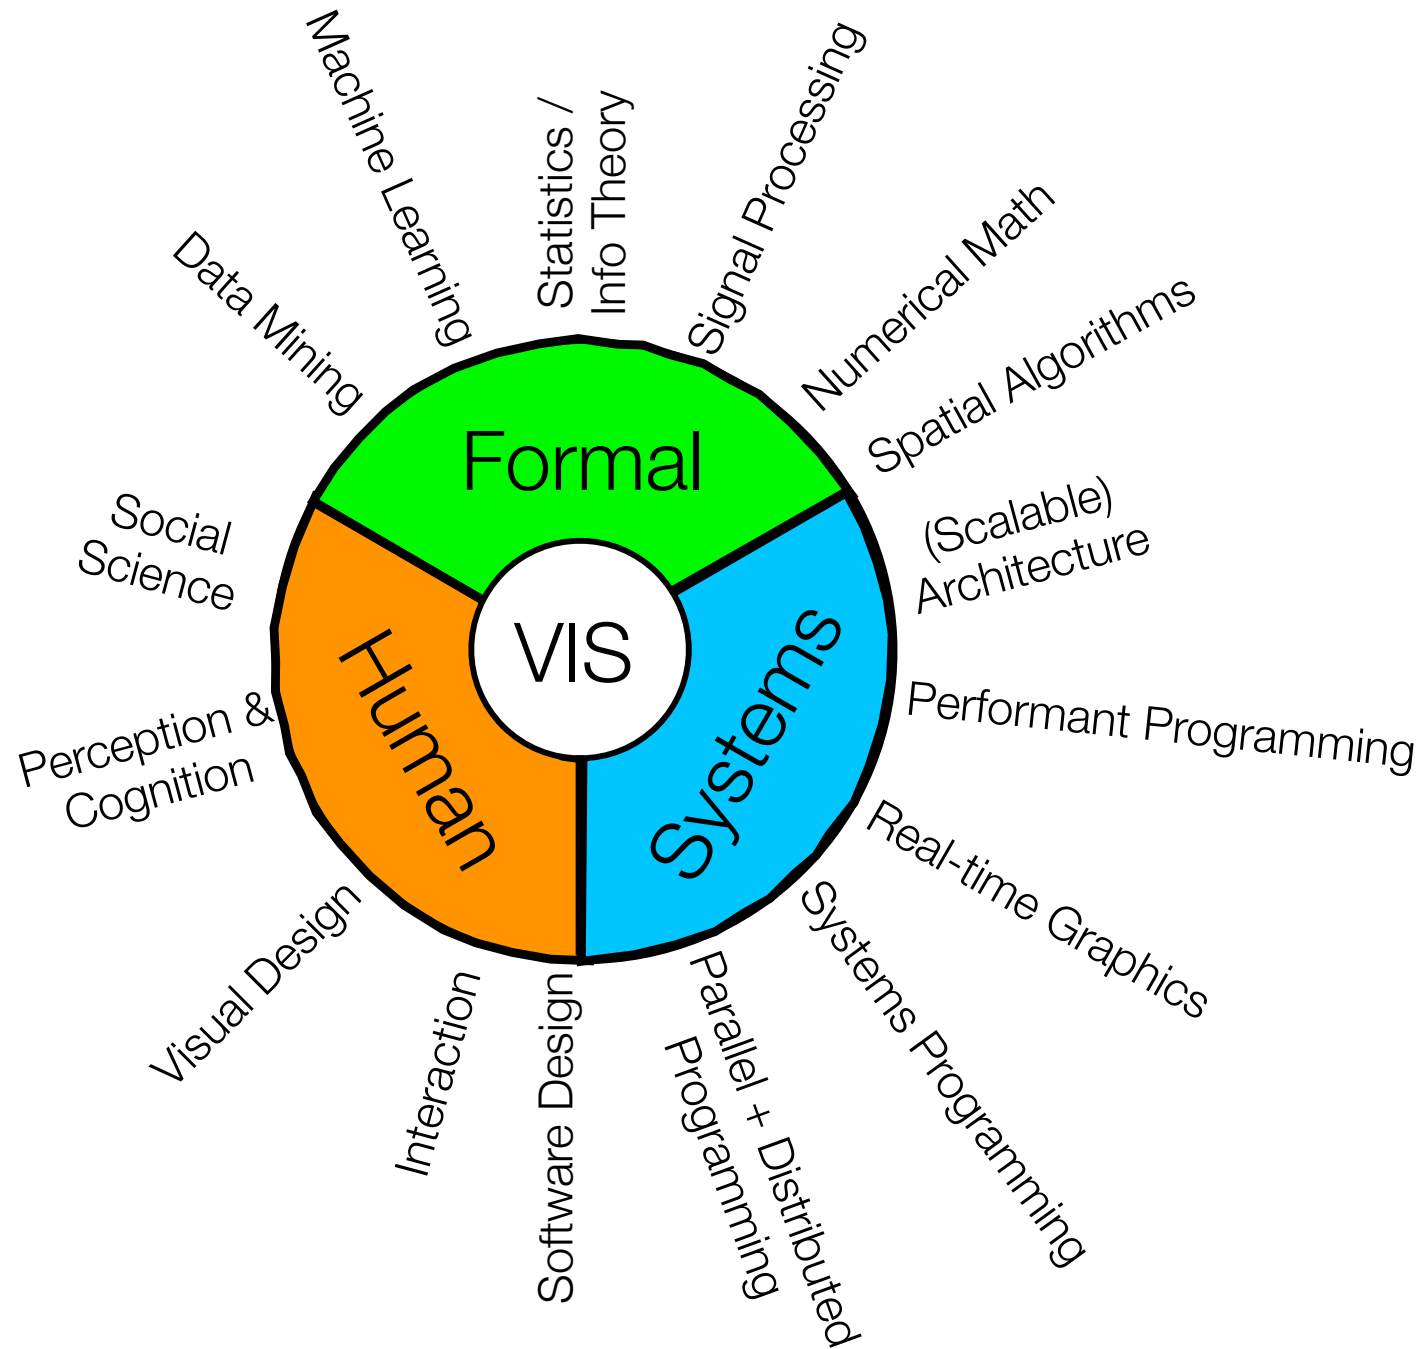 Machine Learning
Statistics /
Info Theory
Signal Processing
Data Mining
Numerical Math
Spatial Algorithms
Formal
Social
Science
(Scalable)
Architecture
VIS
Human
Systems
Perception &
Cognition
Performant Programming
Real-time Graphics
Visual Design
Systems Programming
Interaction
Software Design
Parallel + Distributed
Programming